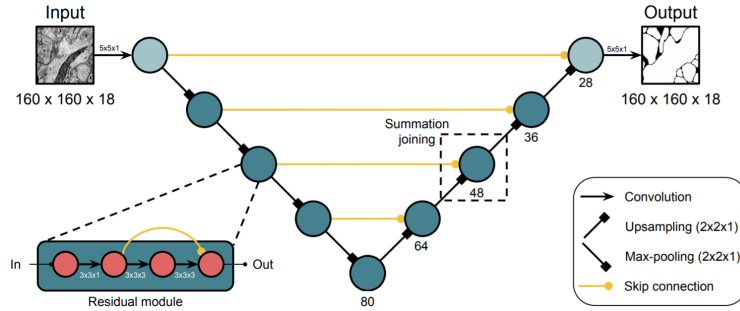 Input
Output
5x5x1
5x5x1
28
160 x 160 x 18
160 x 160 x 18
36
Summation
joining
48
64
80
In
3x3x1
3x3x3
3x3x3
Out
Residual module
Convolution
Upsampling (2x2x1)
Max-pooling (2x2x1)
Skip connection